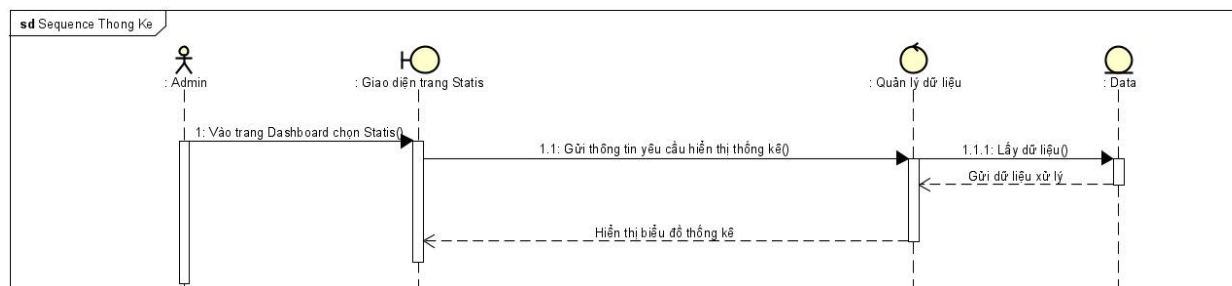 sd Sequence Thong Ke
: Admin
: Giao diện trang Statis
: Quản lý dữ liệu
: Data
1: Vào trang Dashboard chọn Statis()
1.1: Gửi thông tin yêu cầu hiển thị thống kê()
1.1.1: Lấy dữ liệu()
Gửi dữ liệu xử lý
Hiển thị biểu đồ thống kê